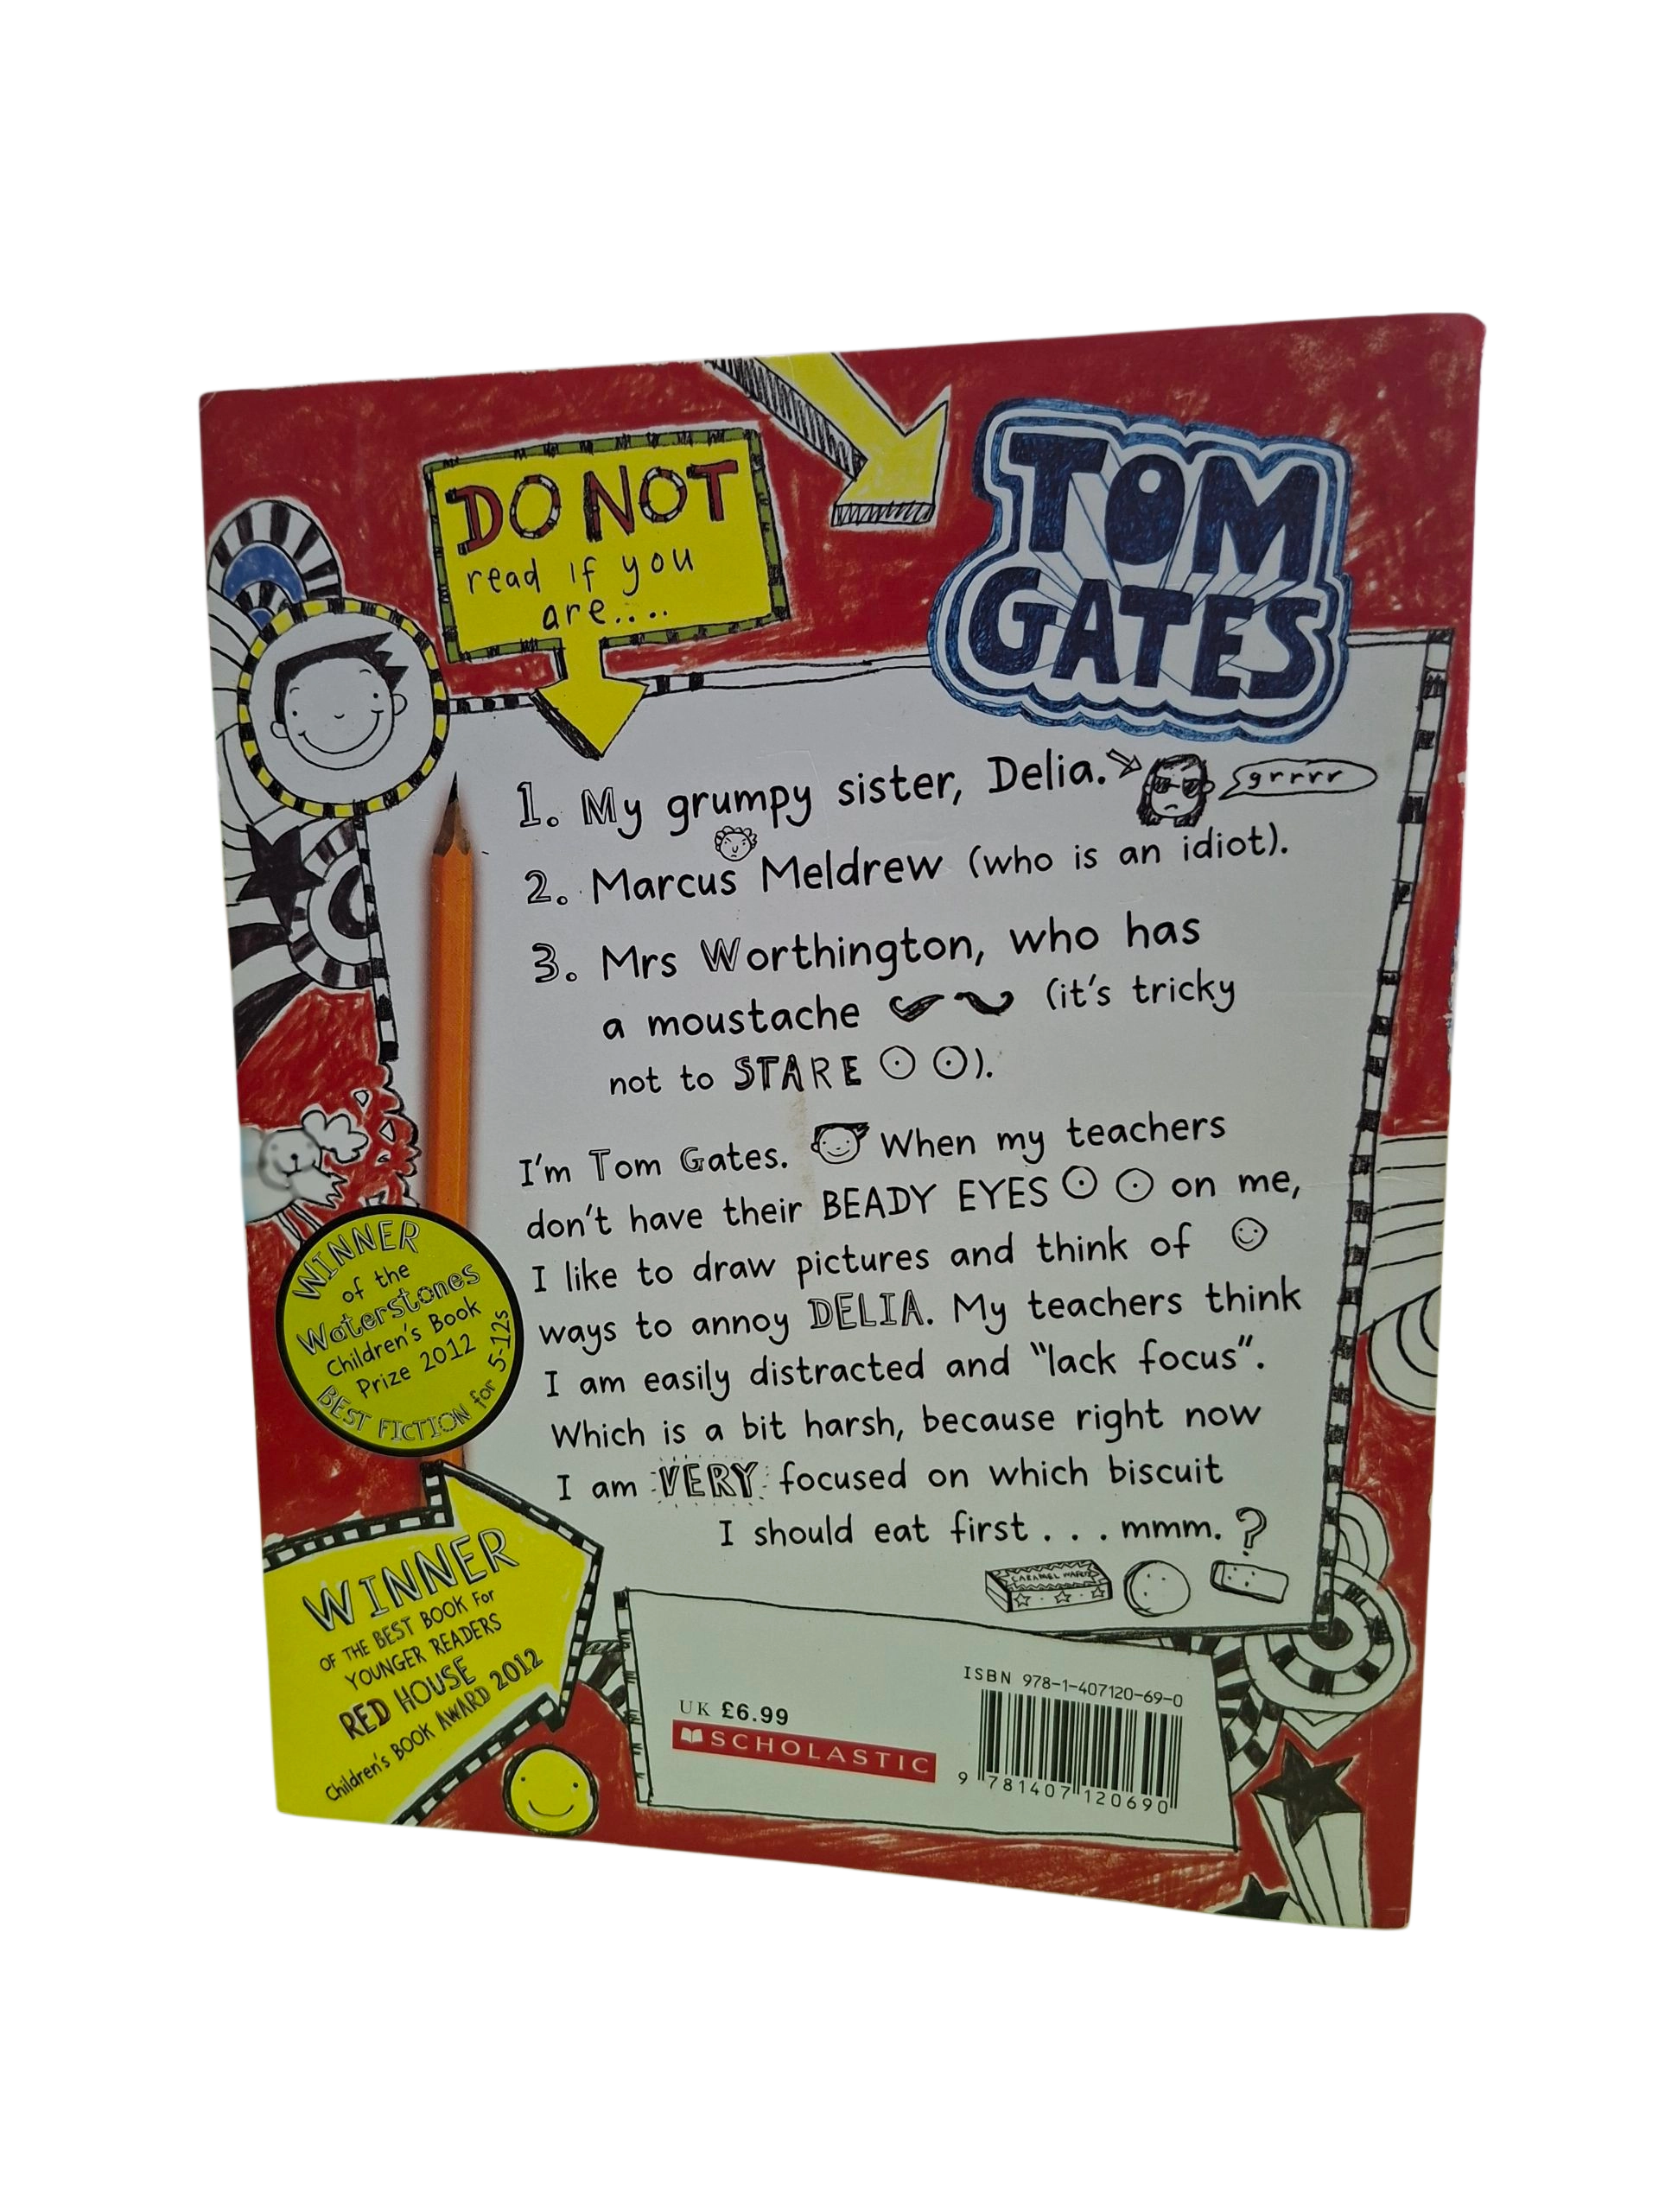 DO NOT
read if you
are....
TOM
GATES
1. My grumpy sister, Delia.
grrrr
2. Marcus Meldrew (who is an idiot).
3. Mrs Worthington, who has
a moustache (it's tricky
not to STARE).
I'm Tom Gates. When my teachers
don't have their BEADY EYES on me,
I like to draw pictures and think of
ways to annoy DELIA. My teachers think
I am easily distracted and "lack focus".
Which is a bit harsh, because right now
I am VERY focused on which biscuit
I should eat first . . . mmm. ?
CARAMEL WAFERS
WINNER
of the
Waterstones
Children's Book
Prize 2012
BEST FICTION for 5-12s
WINNER
OF THE BEST BOOK For
YOUNGER READERS
RED HOUSE
Children's BOOK AWARD 2012
UK £6.99
SCHOLASTIC
ISBN 978-1-407120-69-0
9 781407 120690